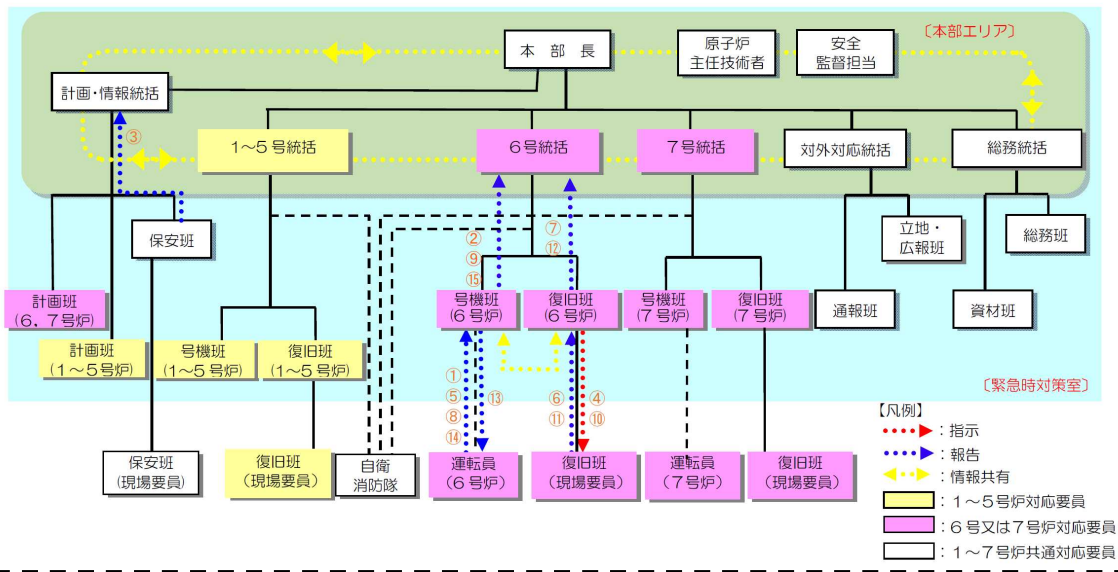 〔本部エリア〕
本 部 長
原子炉
主任技術者
安全
監督担当
計画・情報統括
③
1～5号統括
6号統括
7号統括
対外対応統括
総務統括
保安班
②
⑨
⑮
⑦
⑫
立地・
広報班
総務班
計画班
(6,7号炉)
号機班
(6号炉)
復旧班
(6号炉)
号機班
(7号炉)
復旧班
(7号炉)
通報班
資材班
計画班
(1～5号炉)
号機班
(1～5号炉)
復旧班
(1～5号炉)
〔緊急時対策室〕
①
⑤
⑧
⑭
⑬
⑥
⑪
④
⑩
保安班
(現場要員)
復旧班
(現場要員)
自衛
消防隊
運転員
(6号炉)
復旧班
(現場要員)
運転員
(7号炉)
復旧班
(現場要員)
【凡例】
：指示
：報告
：情報共有
：1～5号炉対応要員
：6号又は7号炉対応要員
：1～7号炉共通対応要員